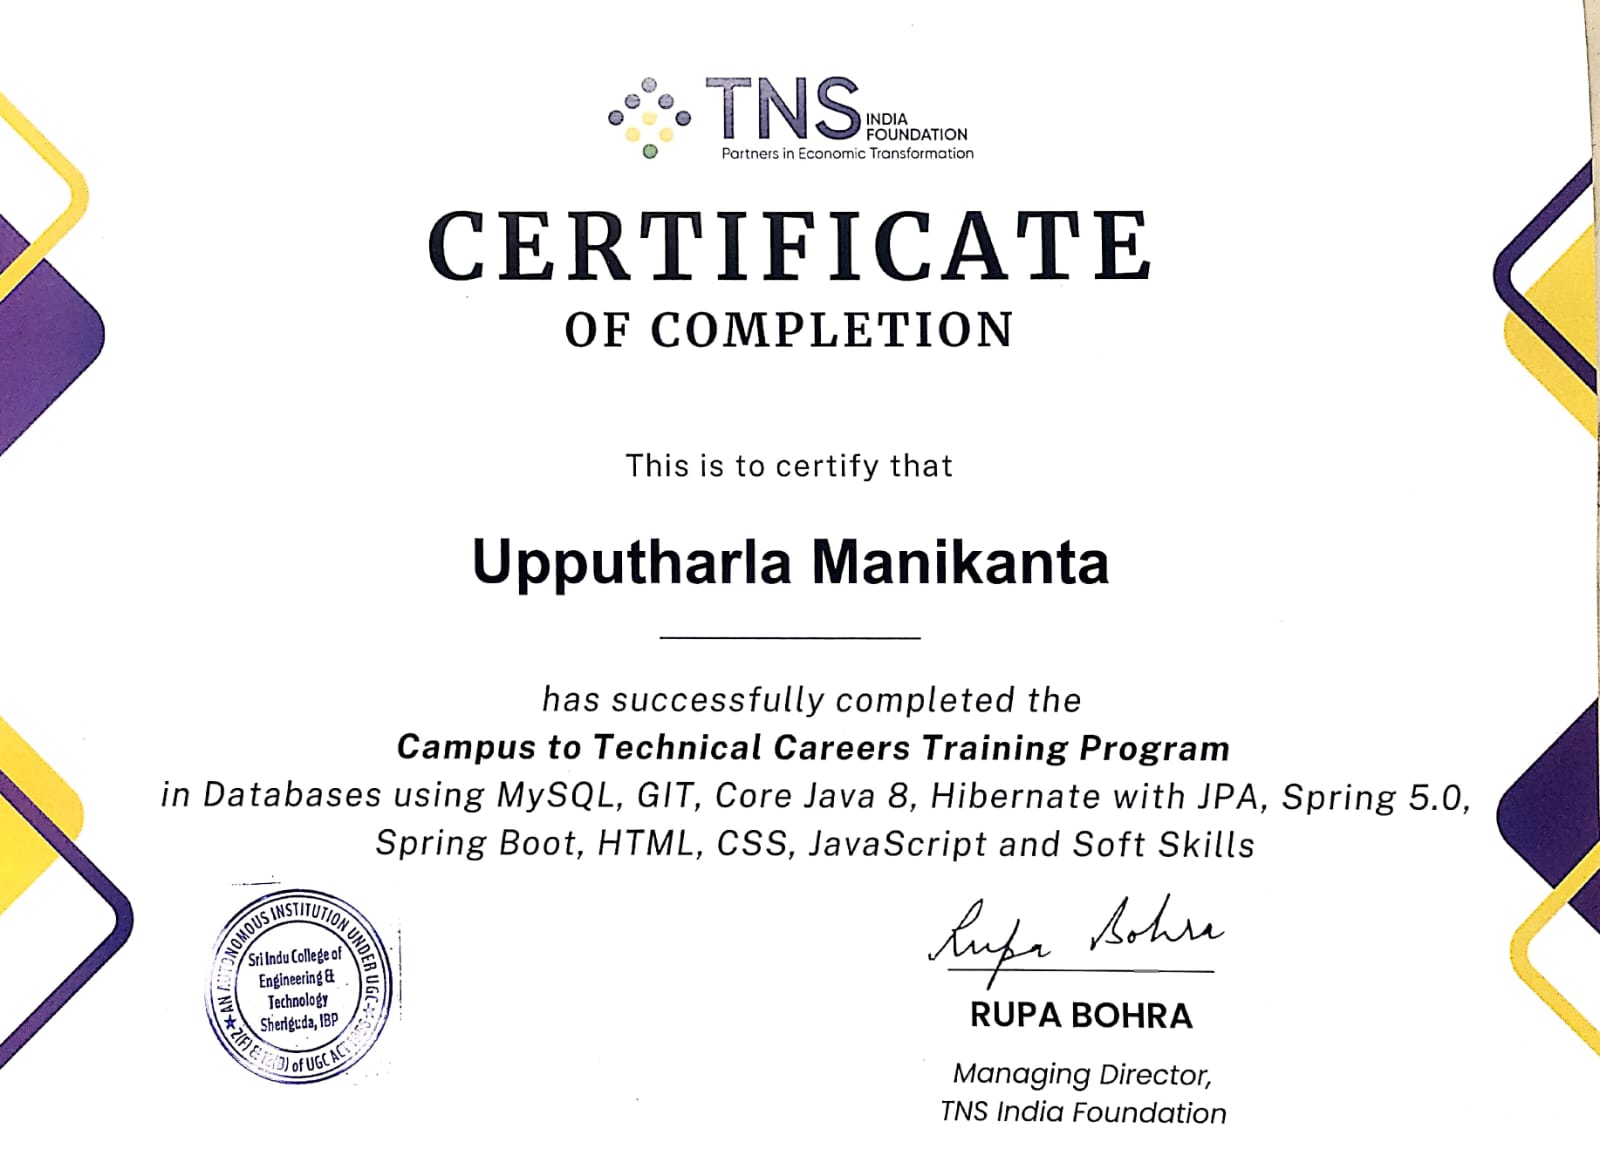 TNS INDIA
FOUNDATION
Partners in Economic Transformation
CERTIFICATE
OF COMPLETION
This is to certify that
Upputharla Manikanta
has successfully completed the
Campus to Technical Careers Training Program
in Databases using MySQL, GIT, Core Java 8, Hibernate with JPA, Spring 5.0,
Spring Boot, HTML, CSS, JavaScript and Soft Skills
AN AUTONOMOUS INSTITUTION UNDER UGC
Sri Indu College of
Engineering &
Technology
Sheriguda, IBP
of UGC ACT
Rupa Bohra
RUPA BOHRA
Managing Director,
TNS India Foundation